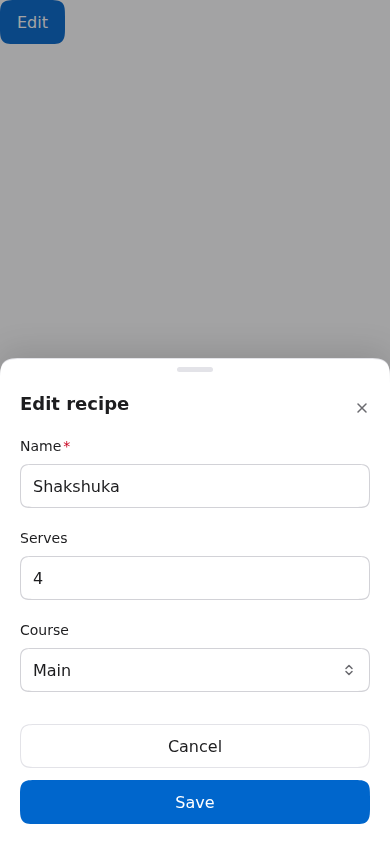 Edit
Edit recipe
Name*
Shakshuka
Serves
4
Course
Main
Cancel
Save